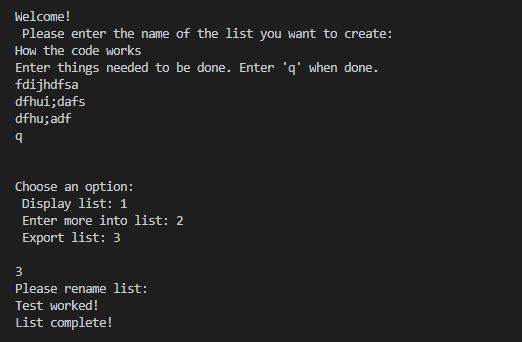 Welcome!
Please enter the name of the list you want to create:
How the code works
Enter things needed to be done. Enter 'q' when done.
fdijhdfsa
dfhui;dafs
dfhu;adf
q
Choose an option:
Display list: 1
Enter more into list: 2
Export list: 3
3
Please rename list:
Test worked!
List complete!